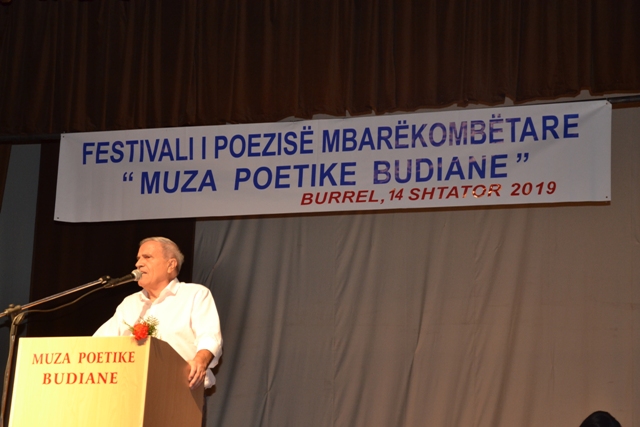 FESTIVALI I POEZISË MBARËKOMBËTARE
“ MUZA POETIKE BUDIANE ”
BURREL, 14 SHTATOR 2019
MUZA POETIKE
BUDIANE